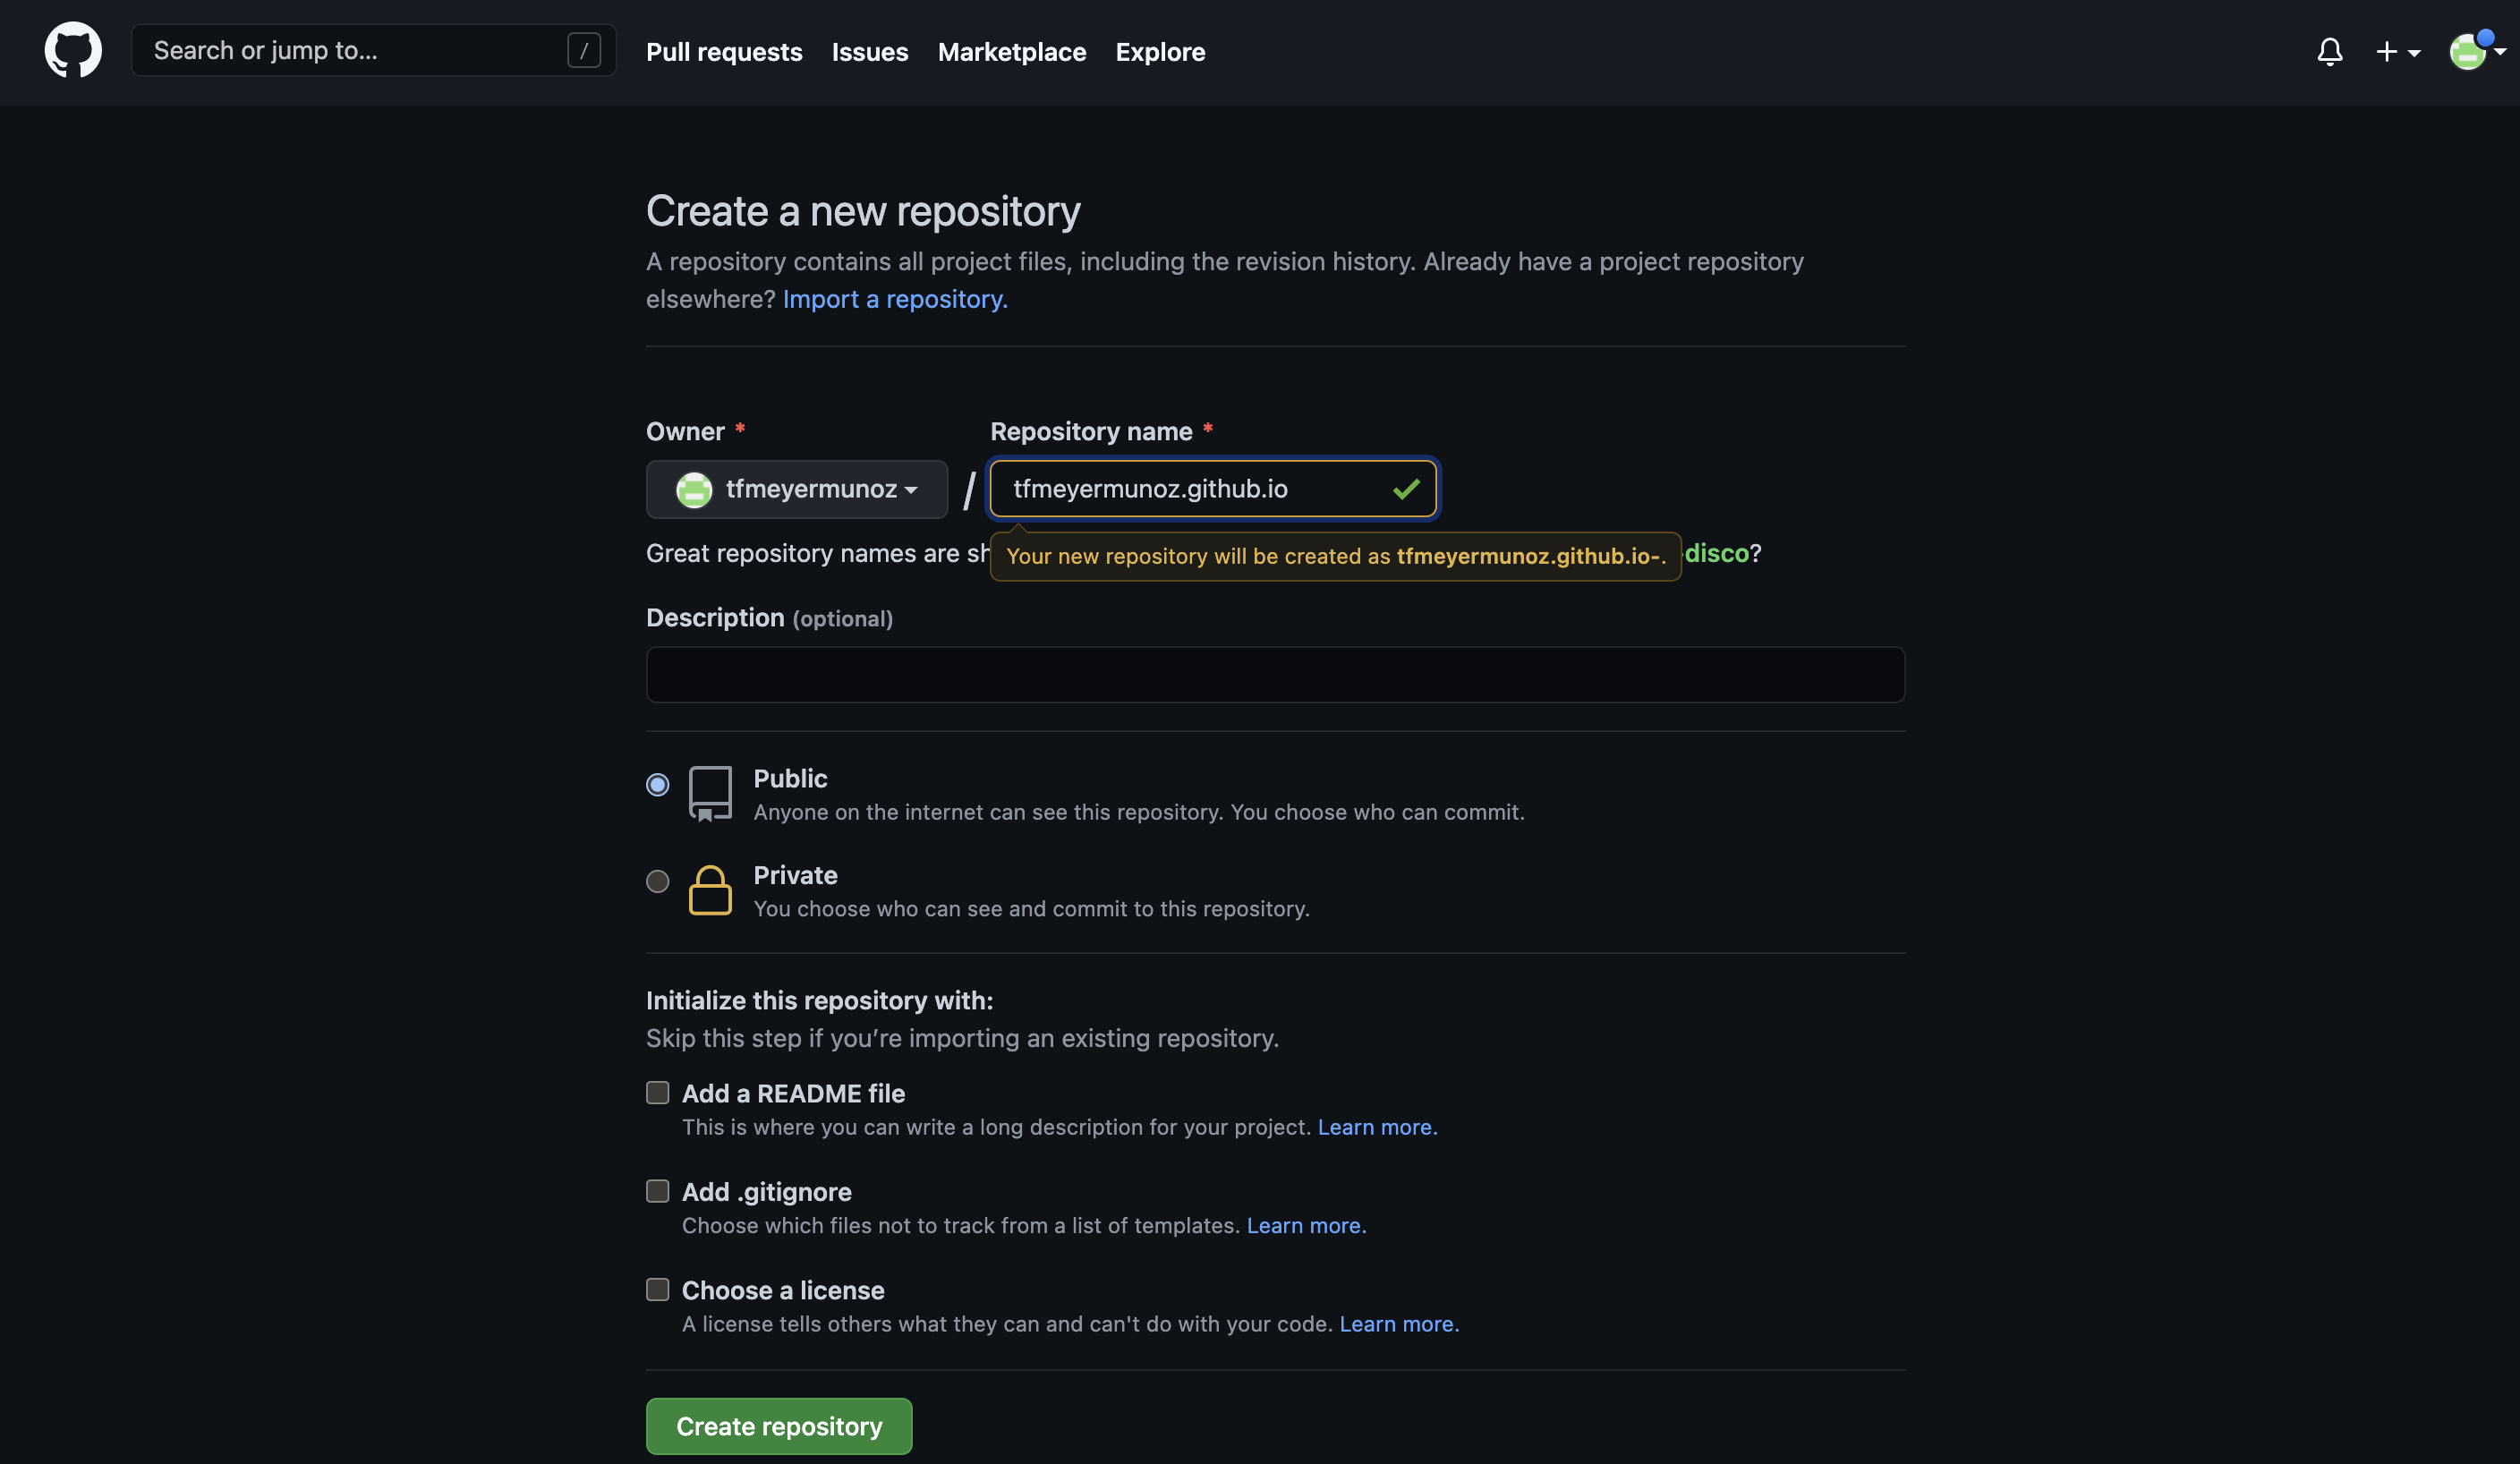 Search or jump to... /
Pull requests Issues Marketplace Explore
Create a new repository
A repository contains all project files, including the revision history. Already have a project repository
elsewhere? Import a repository.
Owner * Repository name *
tfmeyermunoz / tfmeyermunoz.github.io
Great repository names are sh
Your new repository will be created as tfmeyermunoz.github.io-.
disco?
Description (optional)
Public
Anyone on the internet can see this repository. You choose who can commit.
Private
You choose who can see and commit to this repository.
Initialize this repository with:
Skip this step if you’re importing an existing repository.
Add a README file
This is where you can write a long description for your project. Learn more.
Add .gitignore
Choose which files not to track from a list of templates. Learn more.
Choose a license
A license tells others what they can and can't do with your code. Learn more.
Create repository